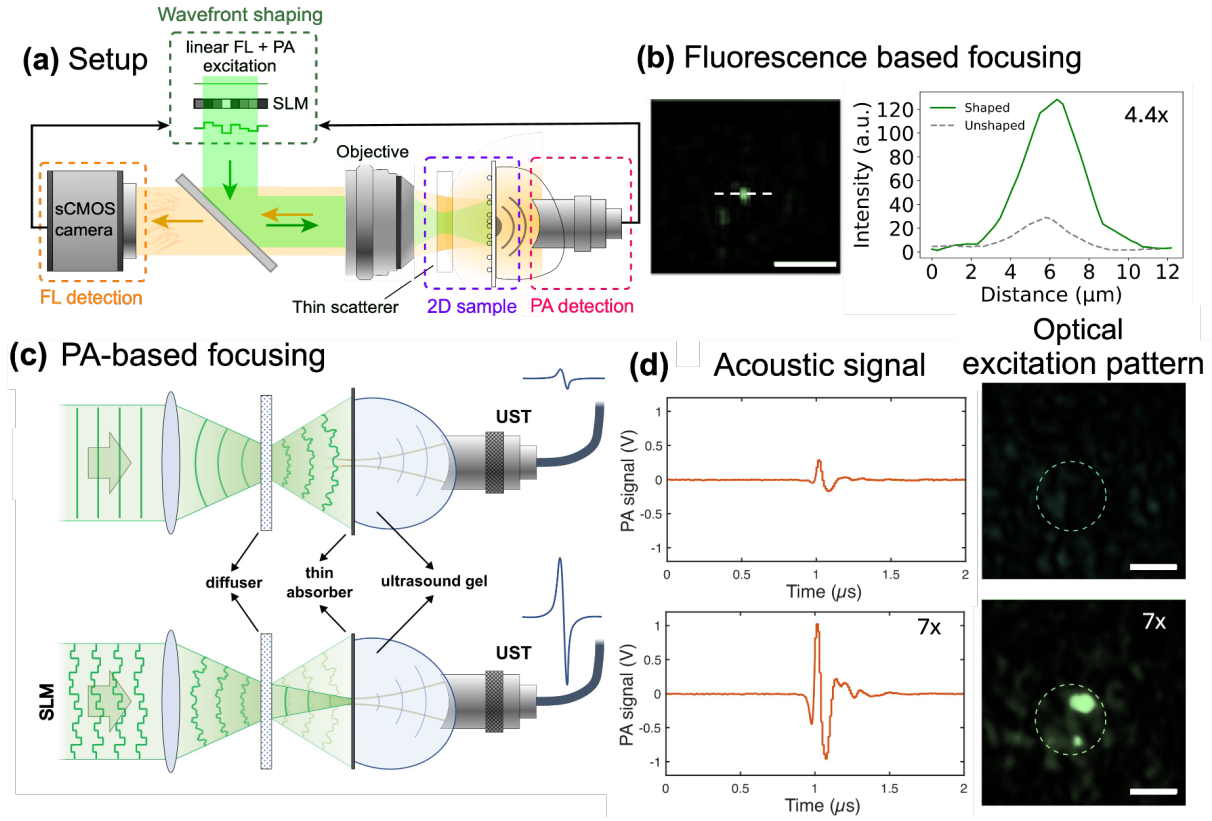 (a) Setup
Wavefront shaping
linear FL + PA
excitation
SLM
Objective
sCMOS
camera
FL detection
Thin scatterer
2D sample
PA detection
(b) Fluorescence based focusing
Shaped
Unshaped
4.4x
Intensity (a.u.)
120
100
80
60
40
20
0
0 2 4 6 8 10 12
Distance (μm)
(c) PA-based focusing
UST
diffuser
thin
absorber
ultrasound gel
SLM
UST
(d) Acoustic signal
Optical
excitation pattern
PA signal (V)
1
0.5
0
-0.5
-1
0 0.5 1 1.5 2
Time (μs)
7x
PA signal (V)
1
0.5
0
-0.5
-1
0 0.5 1 1.5 2
Time (μs)
7x